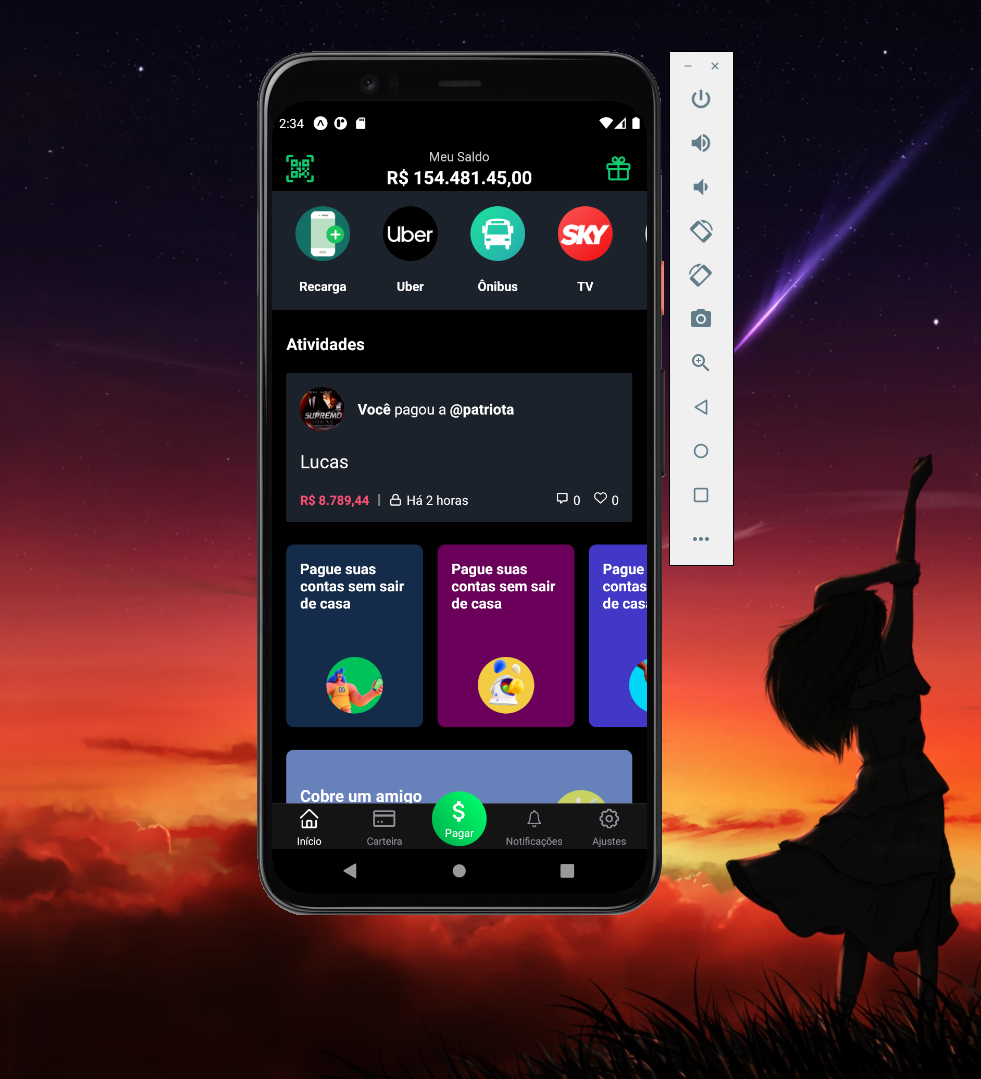 2:34
Meu Saldo
R$ 154.481.45,00
Uber
SKY
Recarga
Uber
Ônibus
TV
Atividades
SUPREMO
Você pagou a @patriota
Lucas
R$ 8.789,44 | Há 2 horas
0
0
Pague suas
contas sem sair
de casa
Pague suas
contas sem sair
de casa
Pague
contas
de cas
Cobre um amigo
$
Pagar
Início
Carteira
Notificações
Ajustes